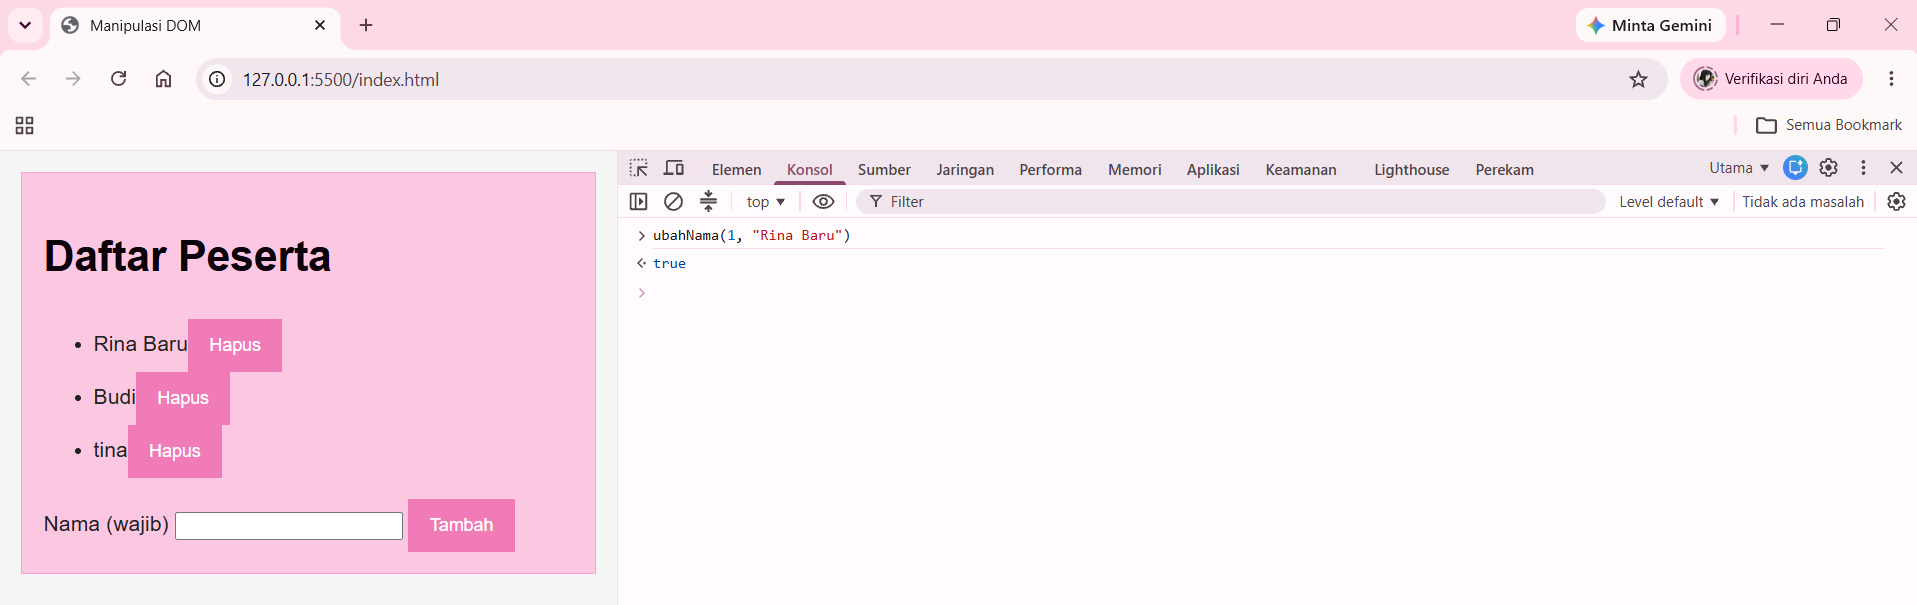 Manipulasi DOM
Minta Gemini
127.0.0.1:5500/index.html
Verifikasi diri Anda
Semua Bookmark
Elemen Konsol Sumber Jaringan Performa Memori Aplikasi Keamanan Lighthouse Perekam Utama
top Filter Level default Tidak ada masalah
ubahNama(1, "Rina Baru")
true
Daftar Peserta
Rina Baru Hapus
Budi Hapus
tina Hapus
Nama (wajib) Tambah